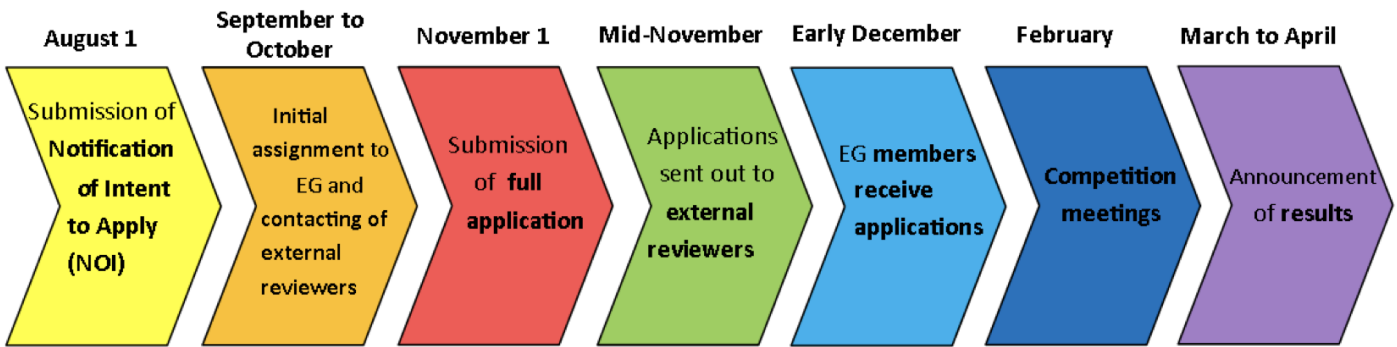 August 1
Submission of
Notification
of Intent
to Apply
(NOI)
September to
October
Initial
assignment to
EG and
contacting of
external
reviewers
November 1
Submission
of full
application
Mid-November
Applications
sent out to
external
reviewers
Early December
EG members
receive
applications
February
Competition
meetings
March to April
Announcement
of results